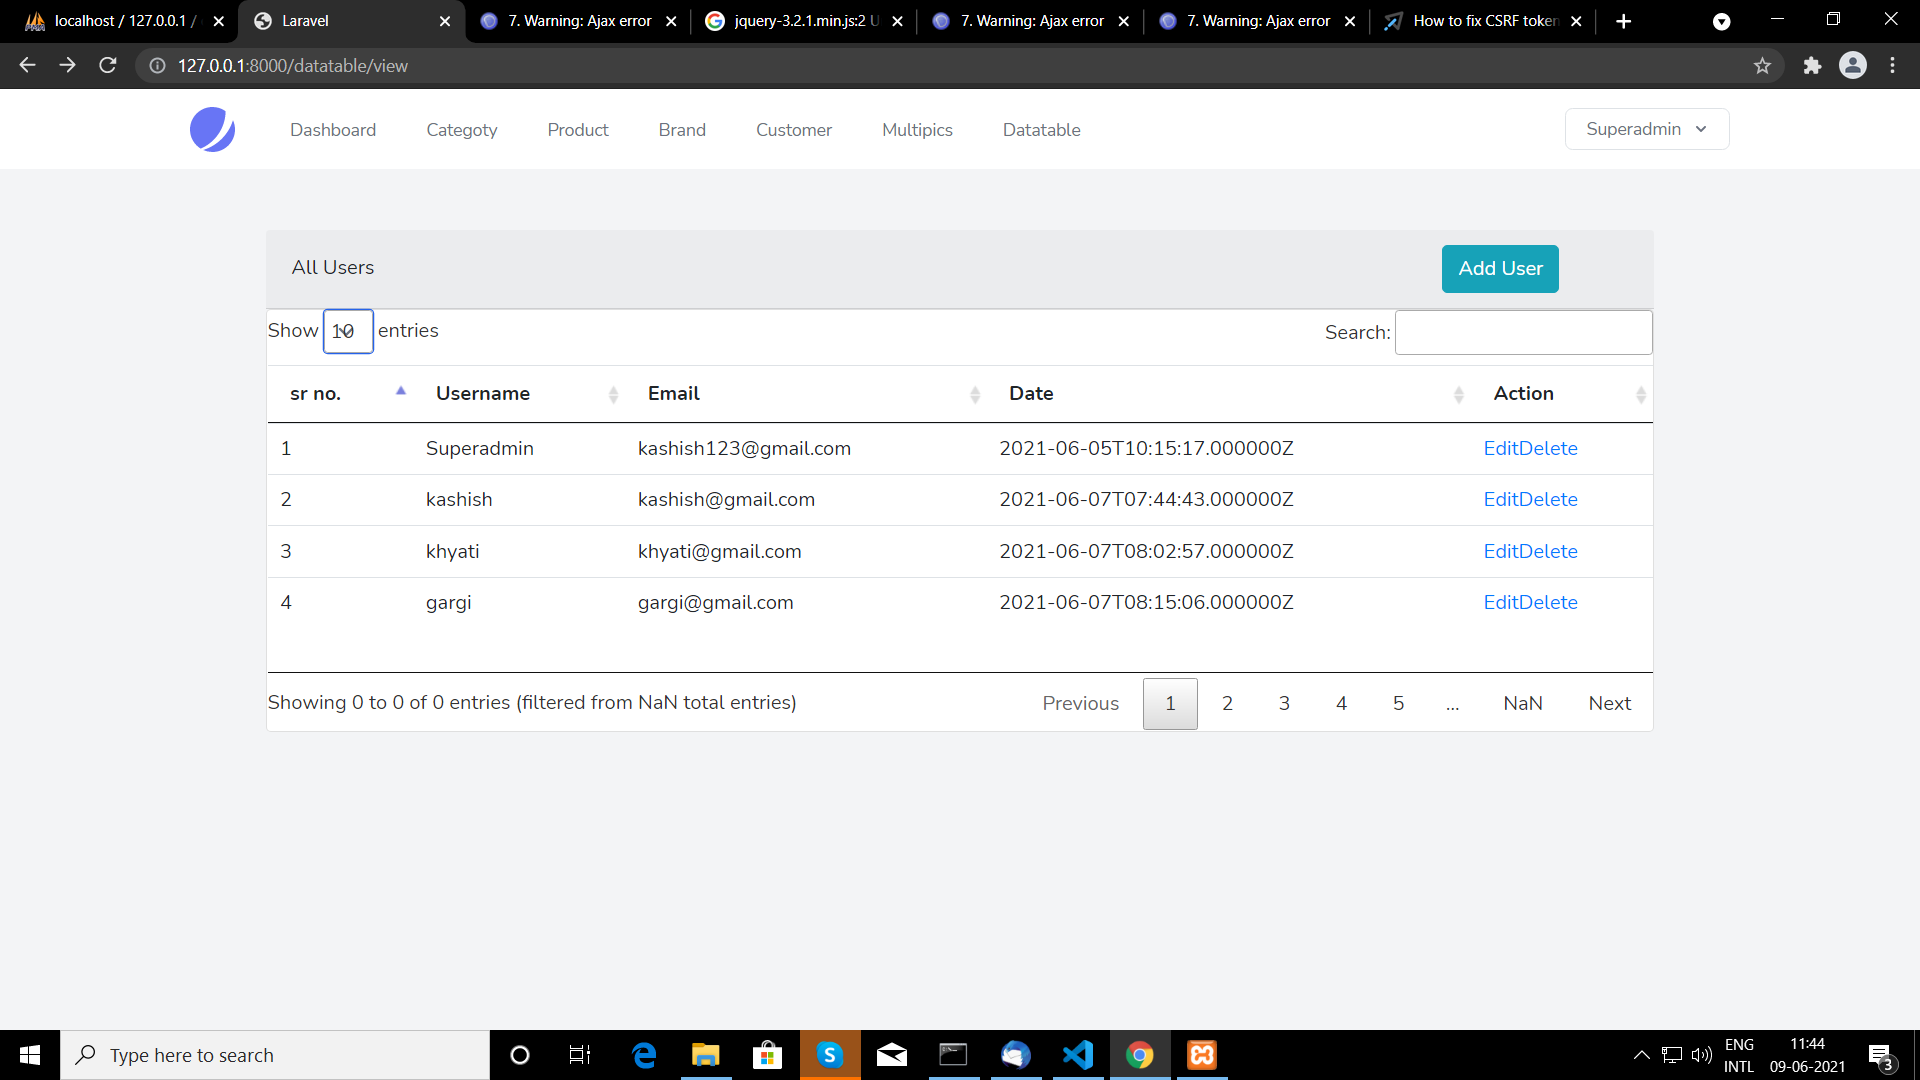 localhost / 127.0.0.1 /
Laravel
7. Warning: Ajax error
jquery-3.2.1.min.js:2 U
7. Warning: Ajax error
7. Warning: Ajax error
How to fix CSRF token
127.0.0.1:8000/datatable/view
Dashboard Categoty Product Brand Customer Multipics Datatable Superadmin
All Users Add User
Show 10 entries Search:
sr no. Username Email Date Action
1 Superadmin kashish123@gmail.com 2021-06-05T10:15:17.000000Z EditDelete
2 kashish kashish@gmail.com 2021-06-07T07:44:43.000000Z EditDelete
3 khyati khyati@gmail.com 2021-06-07T08:02:57.000000Z EditDelete
4 gargi gargi@gmail.com 2021-06-07T08:15:06.000000Z EditDelete
Showing 0 to 0 of 0 entries (filtered from NaN total entries) Previous 1 2 3 4 5 … NaN Next
Type here to search
ENG
INTL
11:44
09-06-2021
3